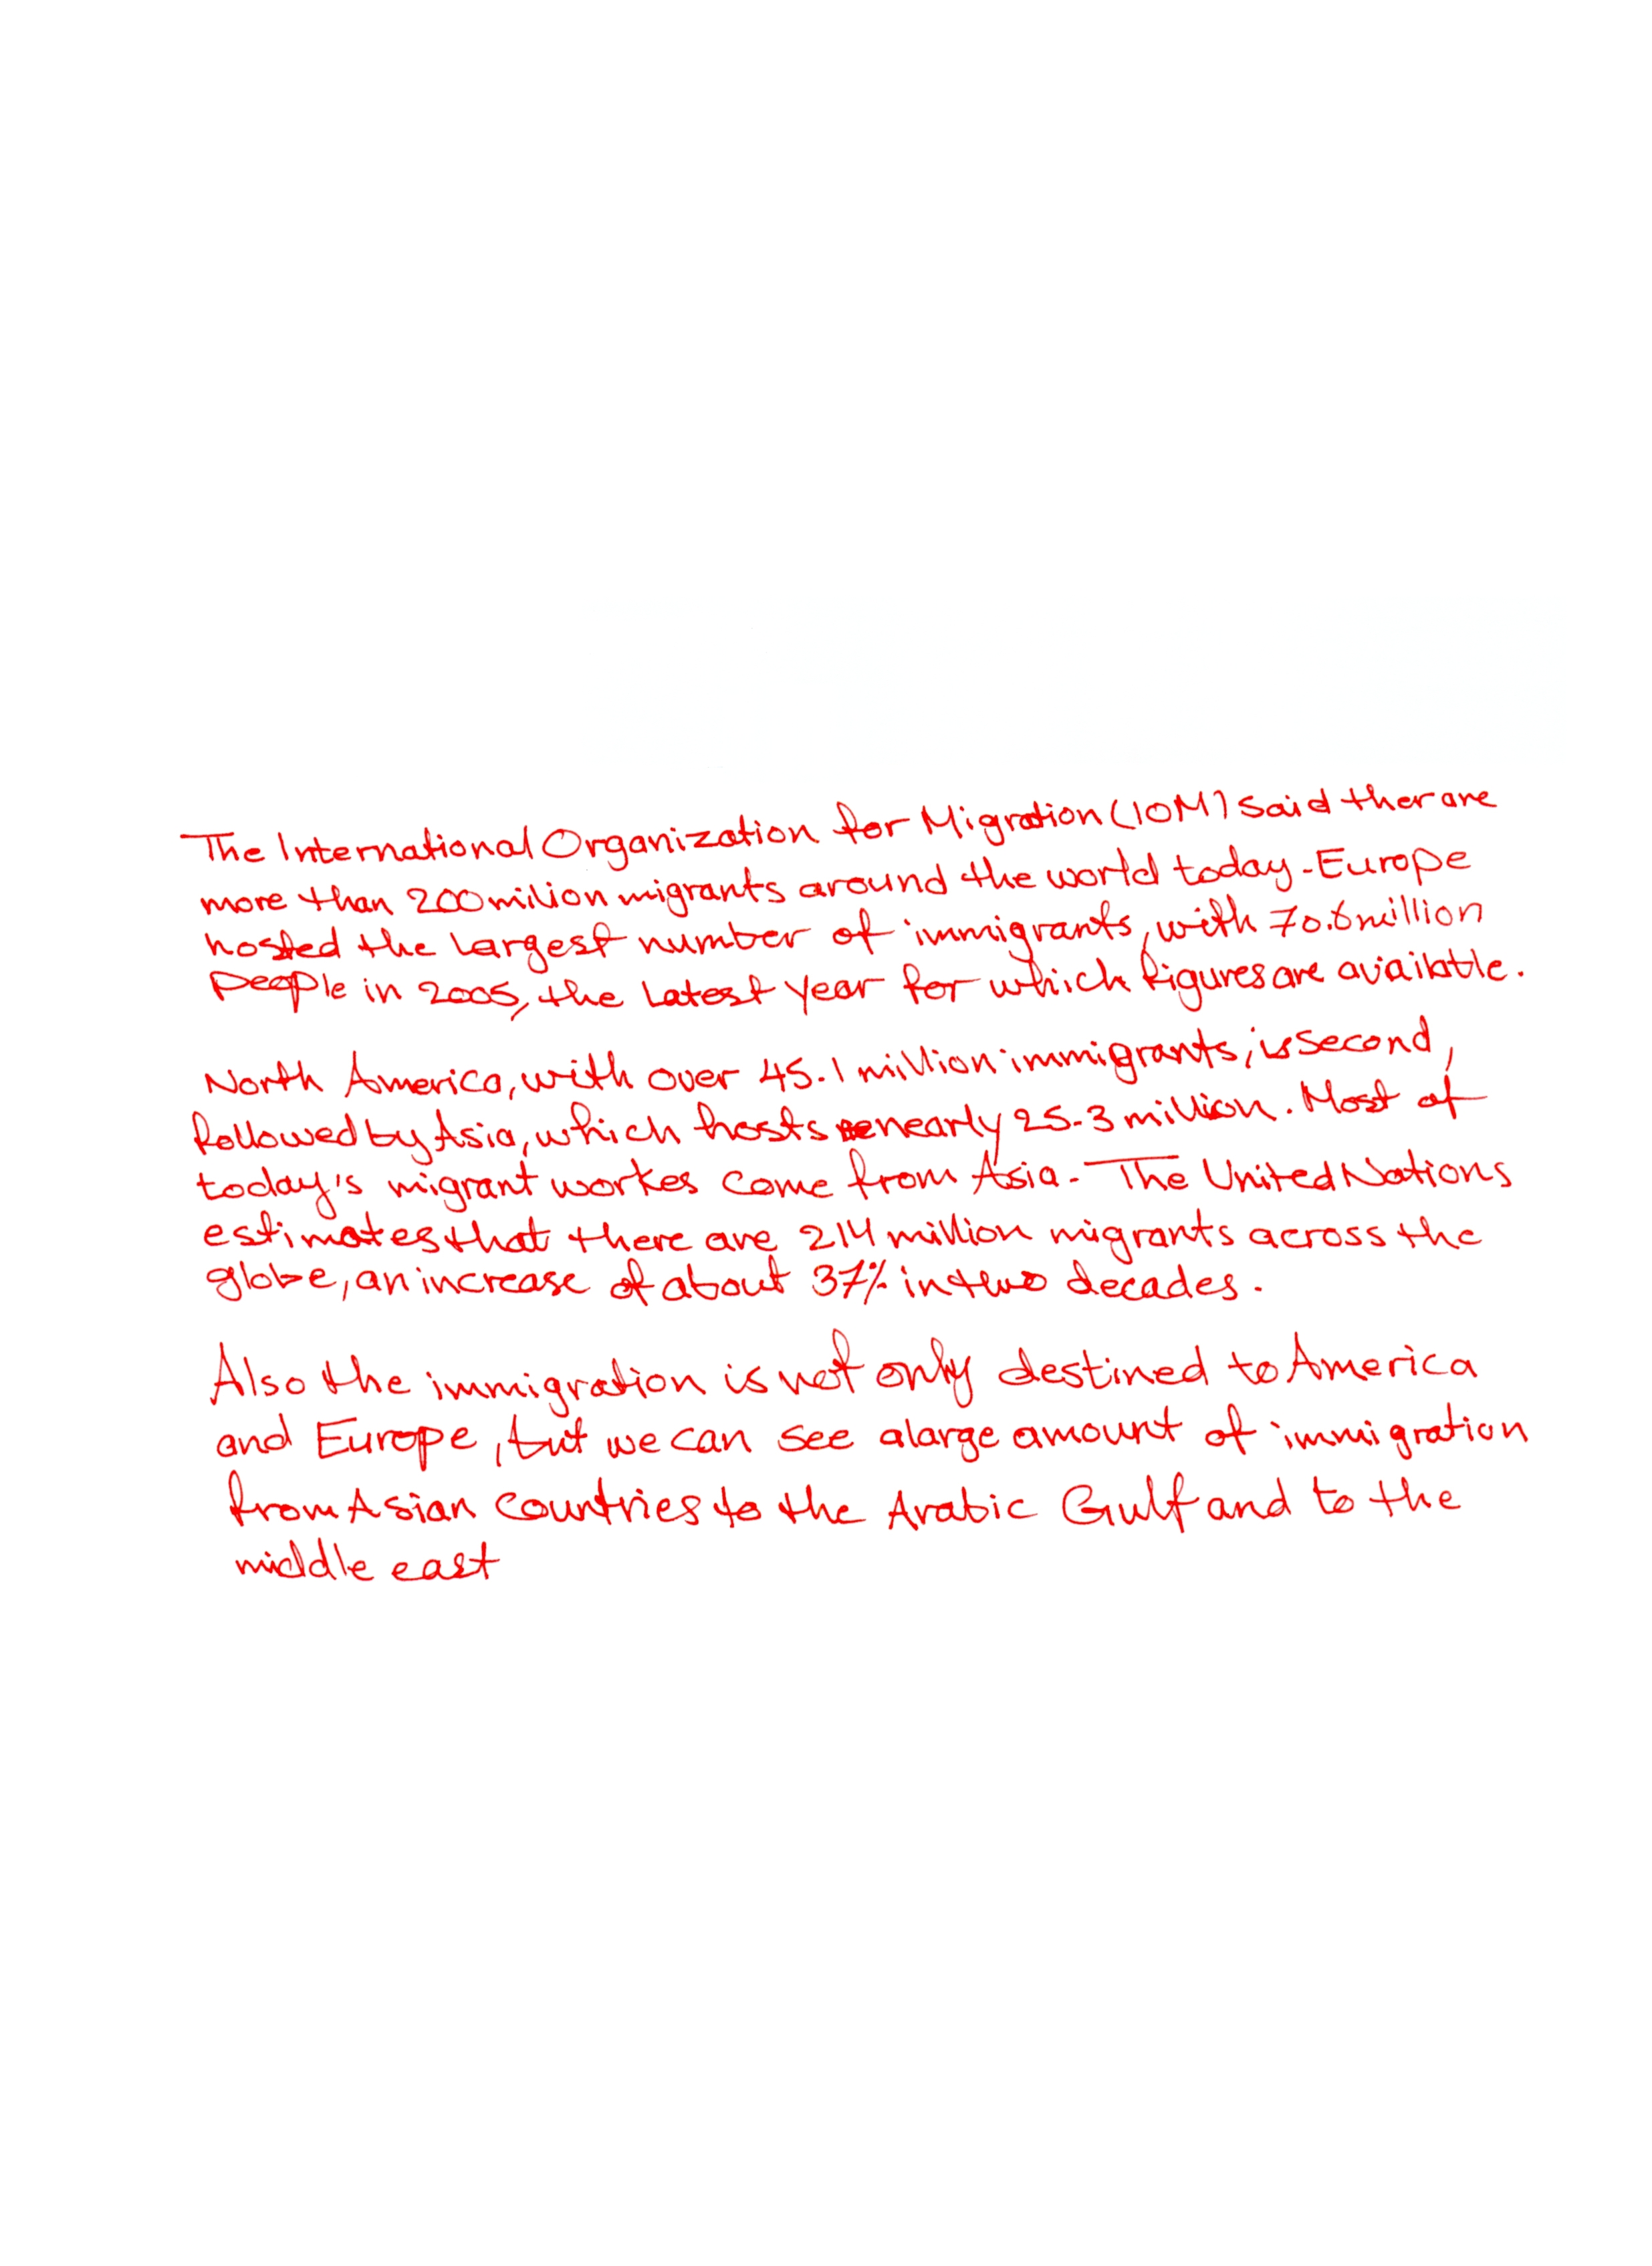 The International Organization for Migration (IOM) said ther are
more than 200 milion migrants around the world today. Europe
hosted the largest number of immigrants, with 70.6 million
people in 2005, the latest year for which figures are available.
North America, with over 45.1 million immigrants, is second,
followed by Asia, which hosts nearly 25.3 million. Most of
today's migrant workes come from Asia. The United Nations
estimates that there are 214 million migrants across the
globe, an increase of about 37% in two decades.
Also the immigration is not only destined to America
and Europe, but we can see a large amount of immigration
from Asian countries to the Arabic Gulf and to the
middle east